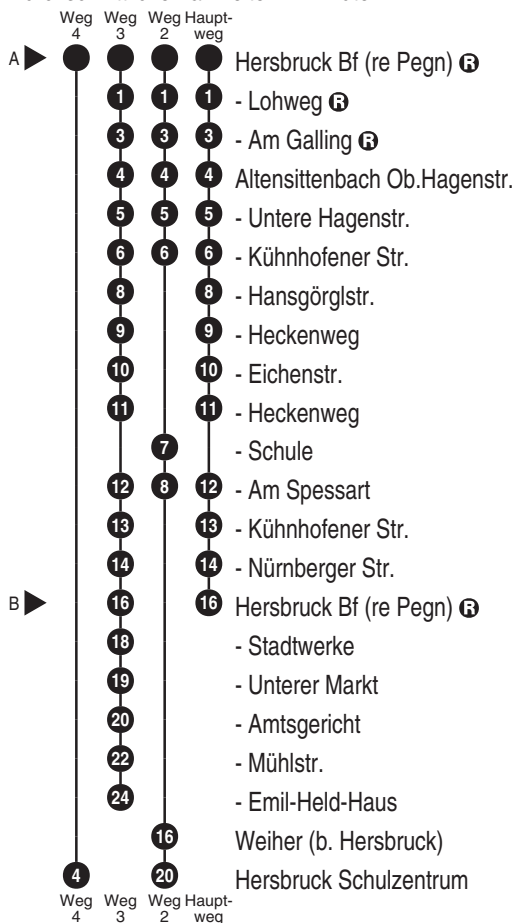 Weg Weg Weg Haupt-
4 3 2 weg
A Hersbruck Bf (re Pegn) R
1 1 1 - Lohweg R
3 3 3 - Am Galling R
4 4 4 Altensittenbach Ob.Hagenstr.
5 5 5 - Untere Hagenstr.
6 6 6 - Kühnhofener Str.
8 8 - Hansgörglstr.
9 9 - Heckenweg
10 10 - Eichenstr.
11 11 - Heckenweg
7 - Schule
12 8 12 - Am Spessart
13 13 - Kühnhofener Str.
14 14 - Nürnberger Str.
B 16 16 Hersbruck Bf (re Pegn) R
18 - Stadtwerke
19 - Unterer Markt
20 - Amtsgericht
22 - Mühlstr.
24 - Emil-Held-Haus
16 Weiher (b. Hersbruck)
4 20 Hersbruck Schulzentrum
Weg Weg Weg Haupt-
4 3 2 weg